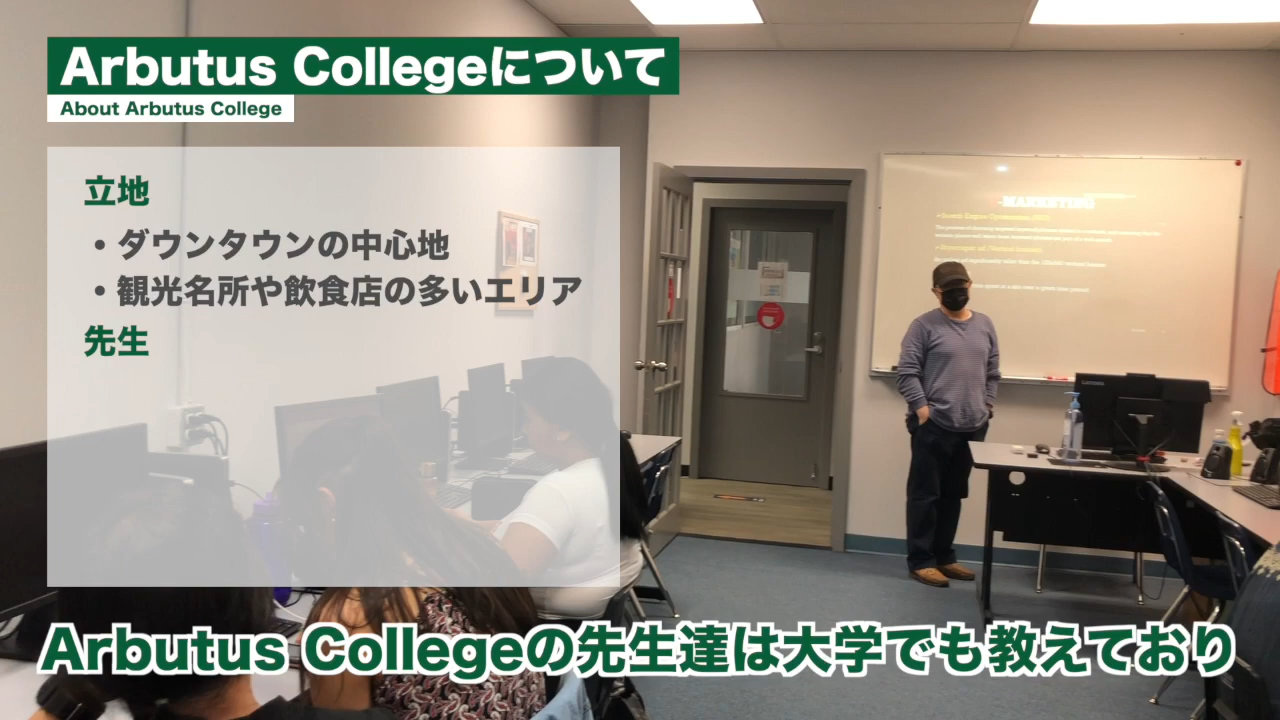 Arbutus Collegeについて
About Arbutus College
立地
・ダウンタウンの中心地
・観光名所や飲食店の多いエリア
先生
-MARKETING
Arbutus Collegeの先生達は大学でも教えており